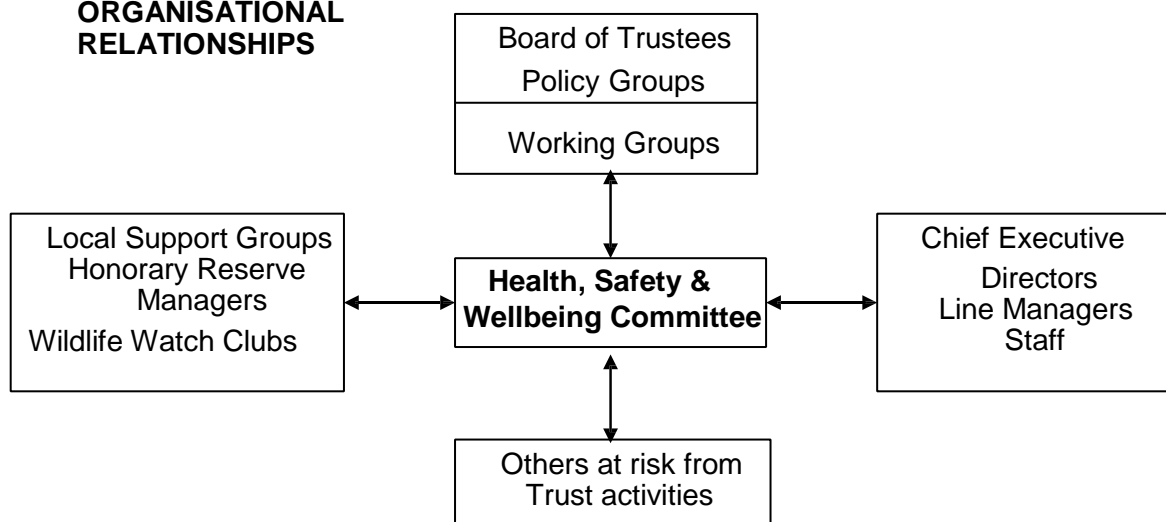 ORGANISATIONAL
RELATIONSHIPS
Board of Trustees
Policy Groups
Working Groups
Local Support Groups
Honorary Reserve
Managers
Wildlife Watch Clubs
Health, Safety &
Wellbeing Committee
Chief Executive
Directors
Line Managers
Staff
Others at risk from
Trust activities